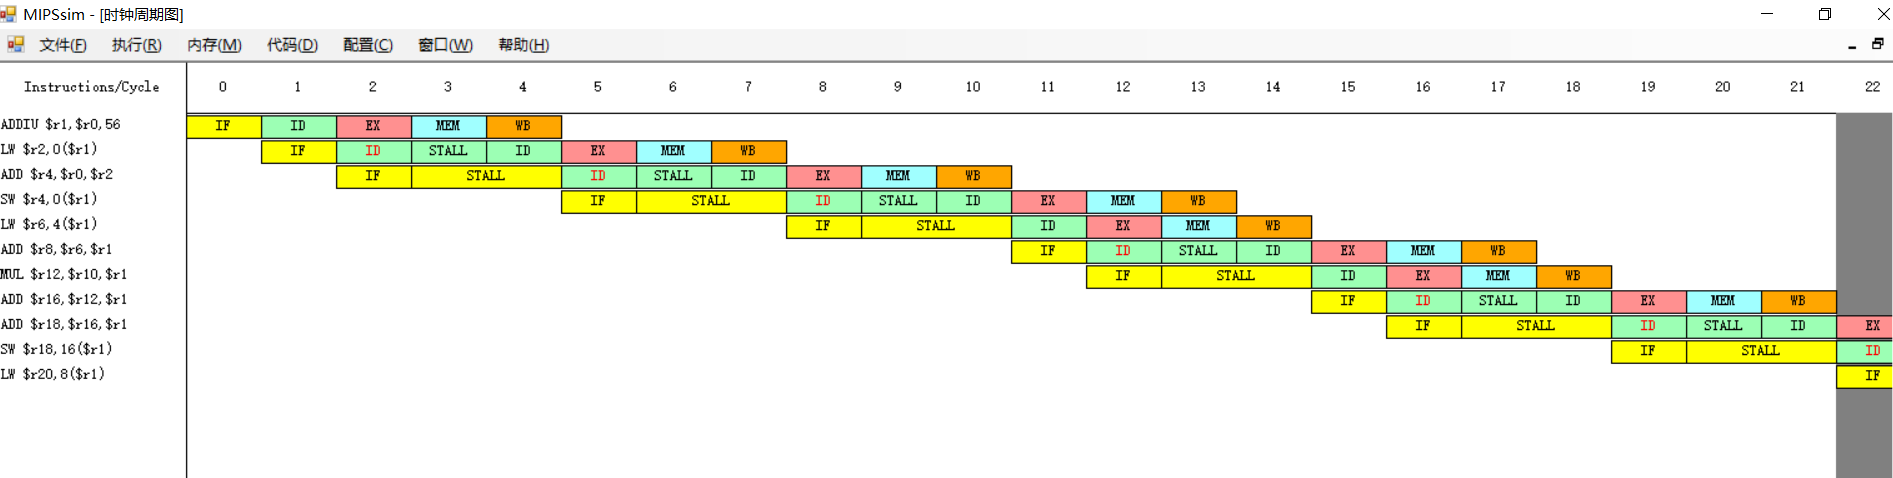 MIPSsim - [时钟周期图]
文件(F) 执行(R) 内存(M) 代码(D) 配置(C) 窗口(W) 帮助(H)
Instructions/Cycle 0 1 2 3 4 5 6 7 8 9 10 11 12 13 14 15 16 17 18 19 20 21 22
ADDIU $r1,$r0,56 IF ID EX MEM WB
LW $r2,0($r1) IF ID STALL ID EX MEM WB
ADD $r4,$r0,$r2 IF STALL ID STALL ID EX MEM WB
SW $r4,0($r1) IF STALL ID STALL ID EX MEM WB
LW $r6,4($r1) IF STALL ID EX MEM WB
ADD $r8,$r6,$r1 IF ID STALL ID EX MEM WB
MUL $r12,$r10,$r1 IF STALL ID EX MEM WB
ADD $r16,$r12,$r1 IF ID STALL ID EX MEM WB
ADD $r18,$r16,$r1 IF STALL ID STALL ID EX
SW $r18,16($r1) IF STALL ID
LW $r20,8($r1) IF